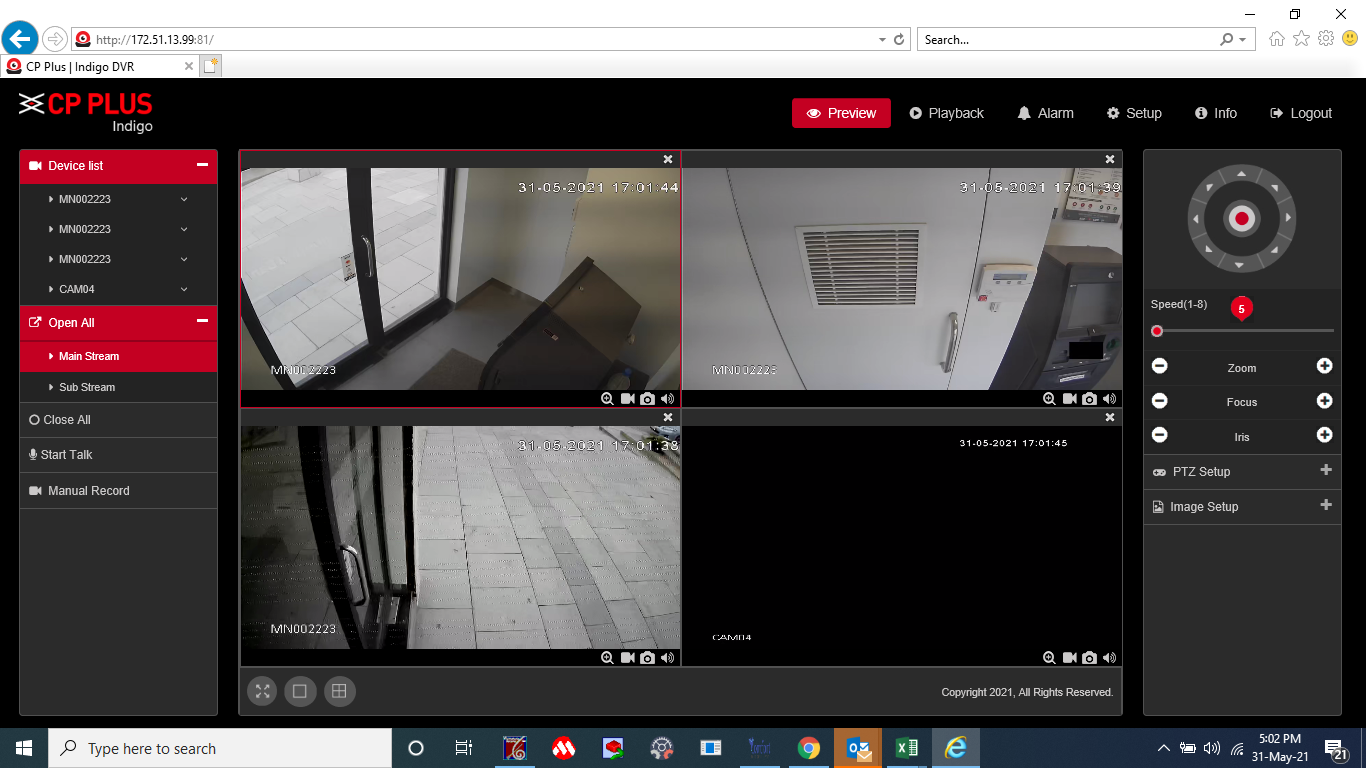 http://172.51.13.99:81/
Search...
CP Plus | Indigo DVR
CP PLUS
Indigo
Preview
Playback
Alarm
Setup
Info
Logout
Device list
MN002223
MN002223
MN002223
CAM04
Open All
Main Stream
Sub Stream
Close All
Start Talk
Manual Record
31-05-2021 17:01:44
MN002223
31-05-2021 17:01:39
MN002223
31-05-2021 17:01:38
MN002223
31-05-2021 17:01:45
CAM04
Copyright 2021, All Rights Reserved.
Speed(1-8)
5
Zoom
Focus
Iris
PTZ Setup
Image Setup
Type here to search
5:02 PM
31-May-21
21